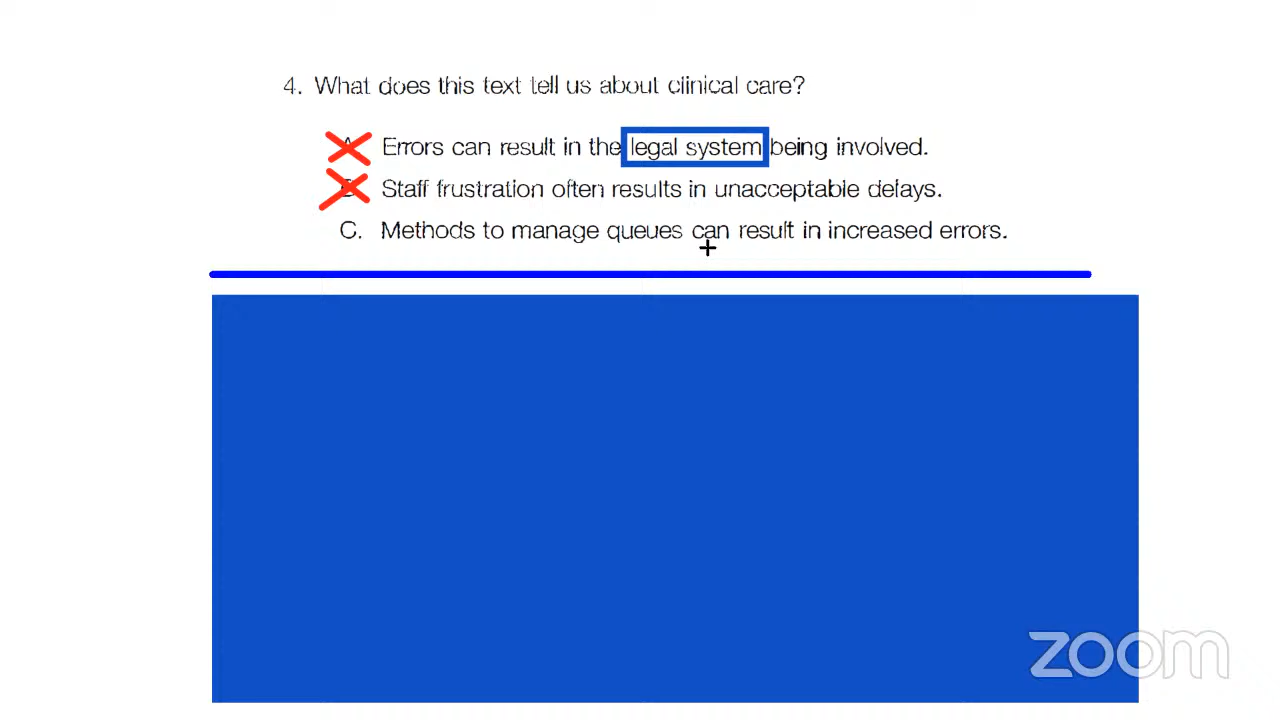 4. What does this text tell us about clinical care?
Errors can result in the legal system being involved.
Staff frustration often results in unacceptable delays.
C. Methods to manage queues can result in increased errors.
zoom